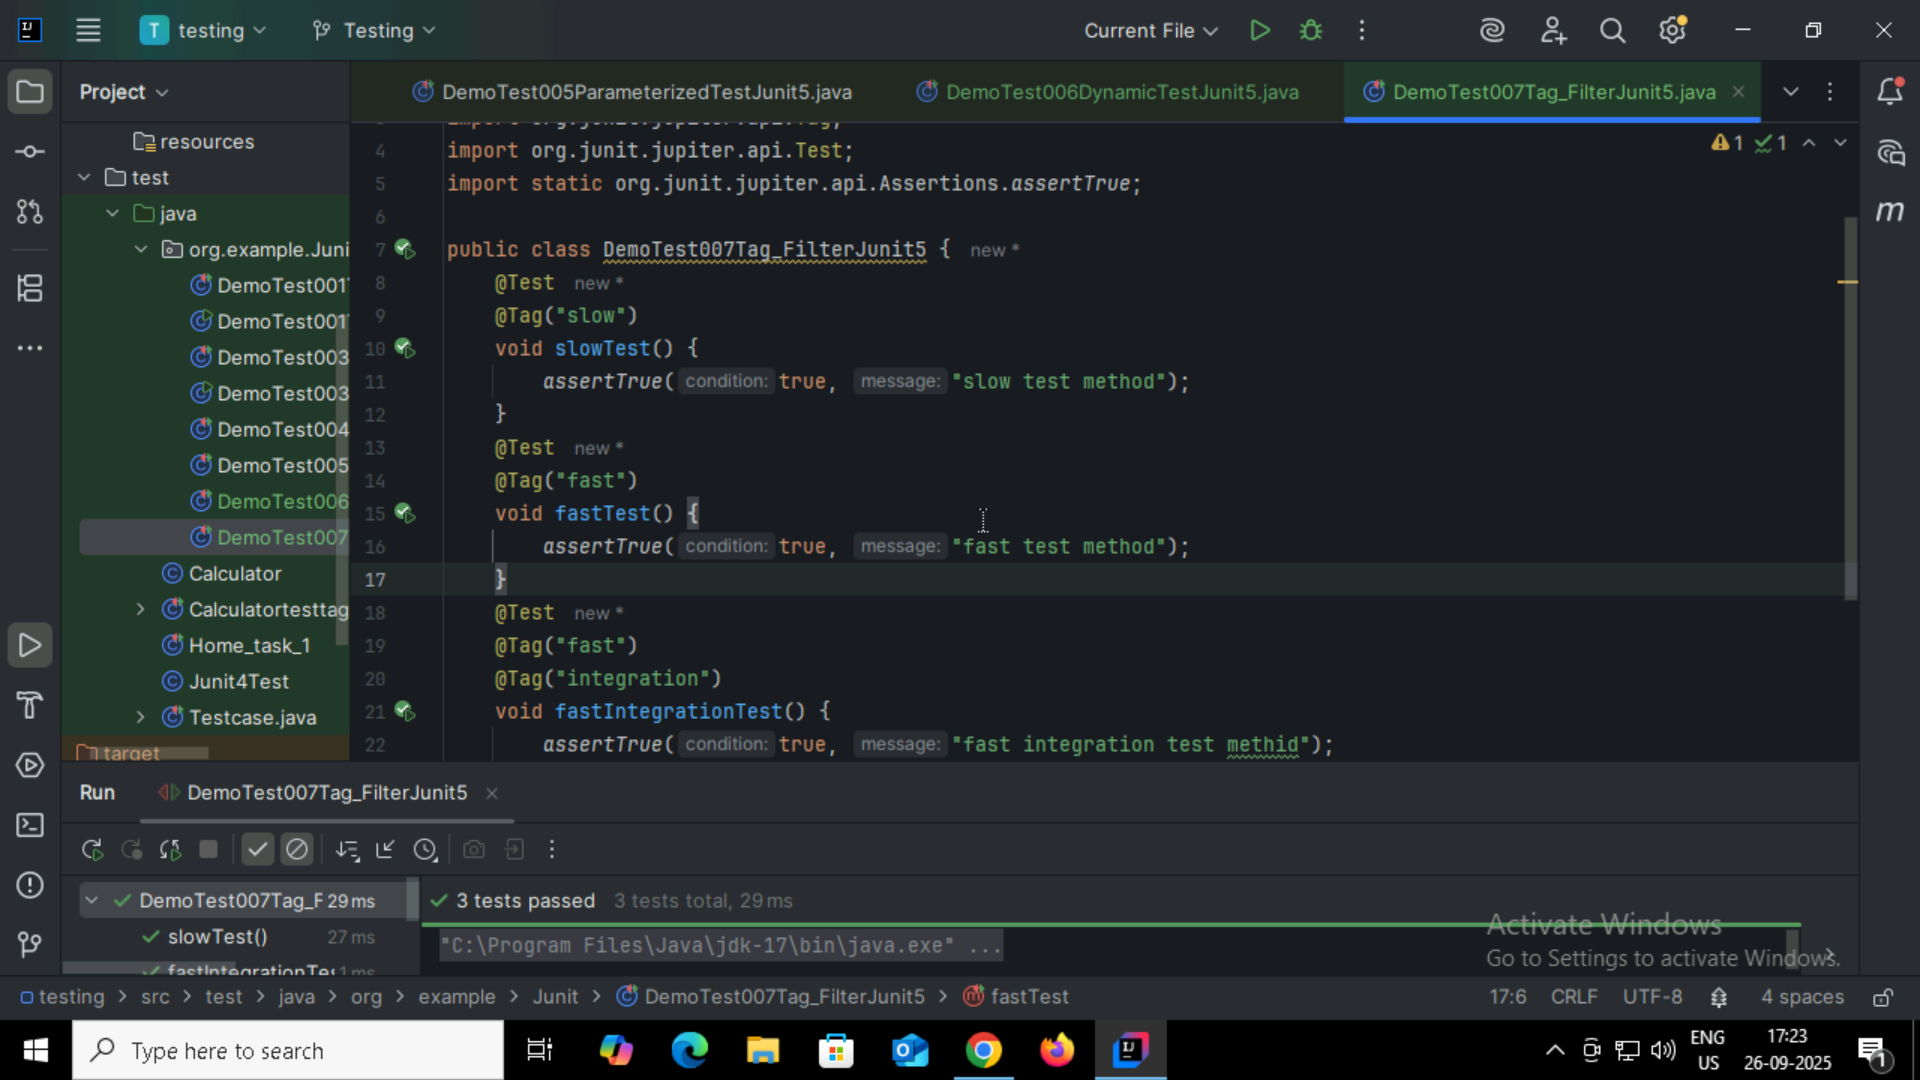 IJ
T testing
Testing
Current File
Project
DemoTest005ParameterizedTestJunit5.java
DemoTest006DynamicTestJunit5.java
DemoTest007Tag_FilterJunit5.java
resources
test
java
org.example.Juni
DemoTest001
DemoTest001
DemoTest003
DemoTest003
DemoTest004
DemoTest005
DemoTest006
DemoTest007
Calculator
Calculatortesttag
Home_task_1
Junit4Test
Testcase.java
target
1 1
m
4 import org.junit.jupiter.api.Test;
5 import static org.junit.jupiter.api.Assertions.assertTrue;
6
7 public class DemoTest007Tag_FilterJunit5 { new *
8 @Test new *
9 @Tag("slow")
10 void slowTest() {
11 assertTrue( condition: true, message: "slow test method");
12 }
13 @Test new *
14 @Tag("fast")
15 void fastTest() {
16 assertTrue( condition: true, message: "fast test method");
17 }
18 @Test new *
19 @Tag("fast")
20 @Tag("integration")
21 void fastIntegrationTest() {
22 assertTrue( condition: true, message: "fast integration test methid");
Run DemoTest007Tag_FilterJunit5
DemoTest007Tag_F 29 ms
slowTest() 27 ms
fastIntegrationTes 1 ms
3 tests passed 3 tests total, 29 ms
"C:\Program Files\Java\jdk-17\bin\java.exe" ...
Activate Windows
Go to Settings to activate Windows.
testing > src > test > java > org > example > Junit > DemoTest007Tag_FilterJunit5 > fastTest
17:6 CRLF UTF-8 4 spaces
Type here to search
ENG
US
17:23
26-09-2025
1